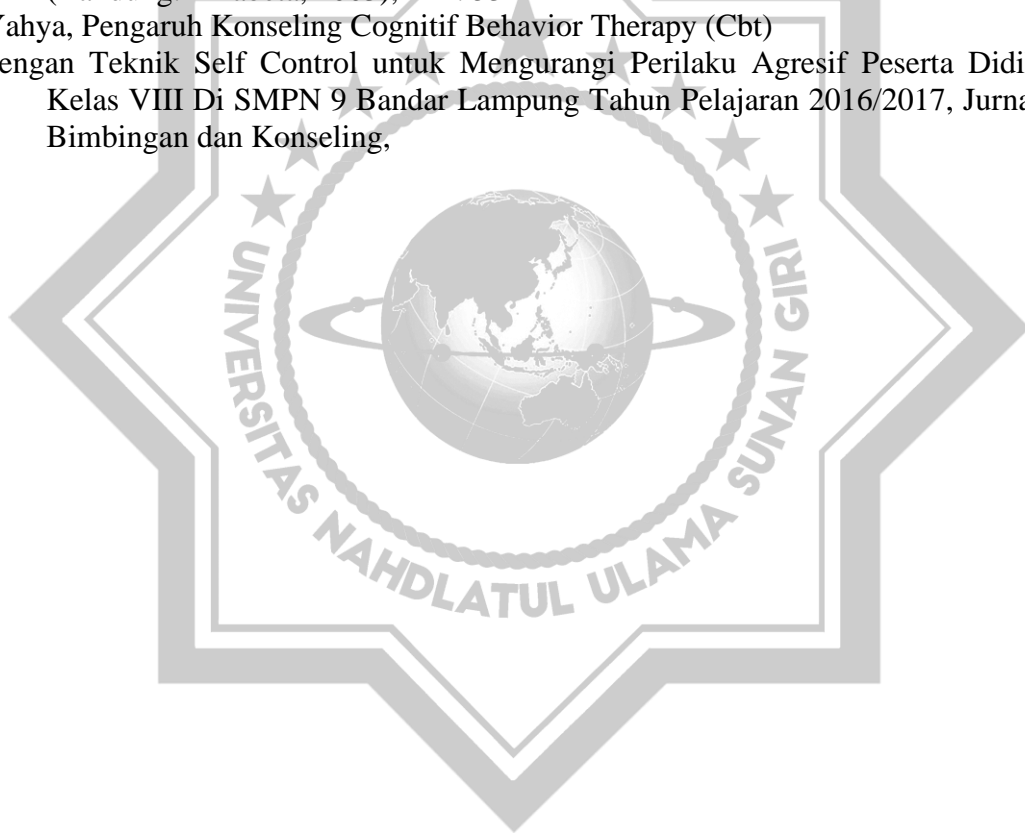 Yahya, Pengaruh Konseling Cognitif Behavior Therapy (Cbt)
engan Teknik Self Control untuk Mengurangi Perilaku Agresif Peserta Didi
Kelas VIII Di SMPN 9 Bandar Lampung Tahun Pelajaran 2016/2017, Jurna
Bimbingan dan Konseling,
UNIVERSITAS NAHDLATUL ULAMA SUNAN GIRI